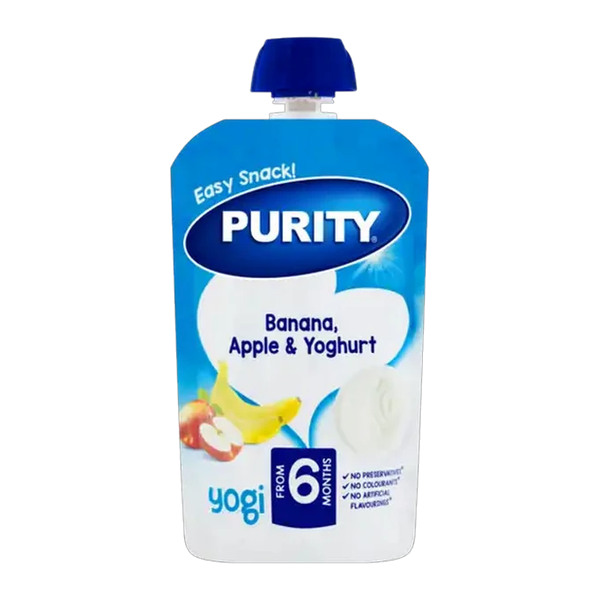 Easy Snack!
PURITY®
Banana,
Apple & Yoghurt
yogi
FROM
6
MONTHS
✓ NO PRESERVATIVES*
✓ NO COLOURANTS*
✓ NO ARTIFICIAL
FLAVOURINGS*